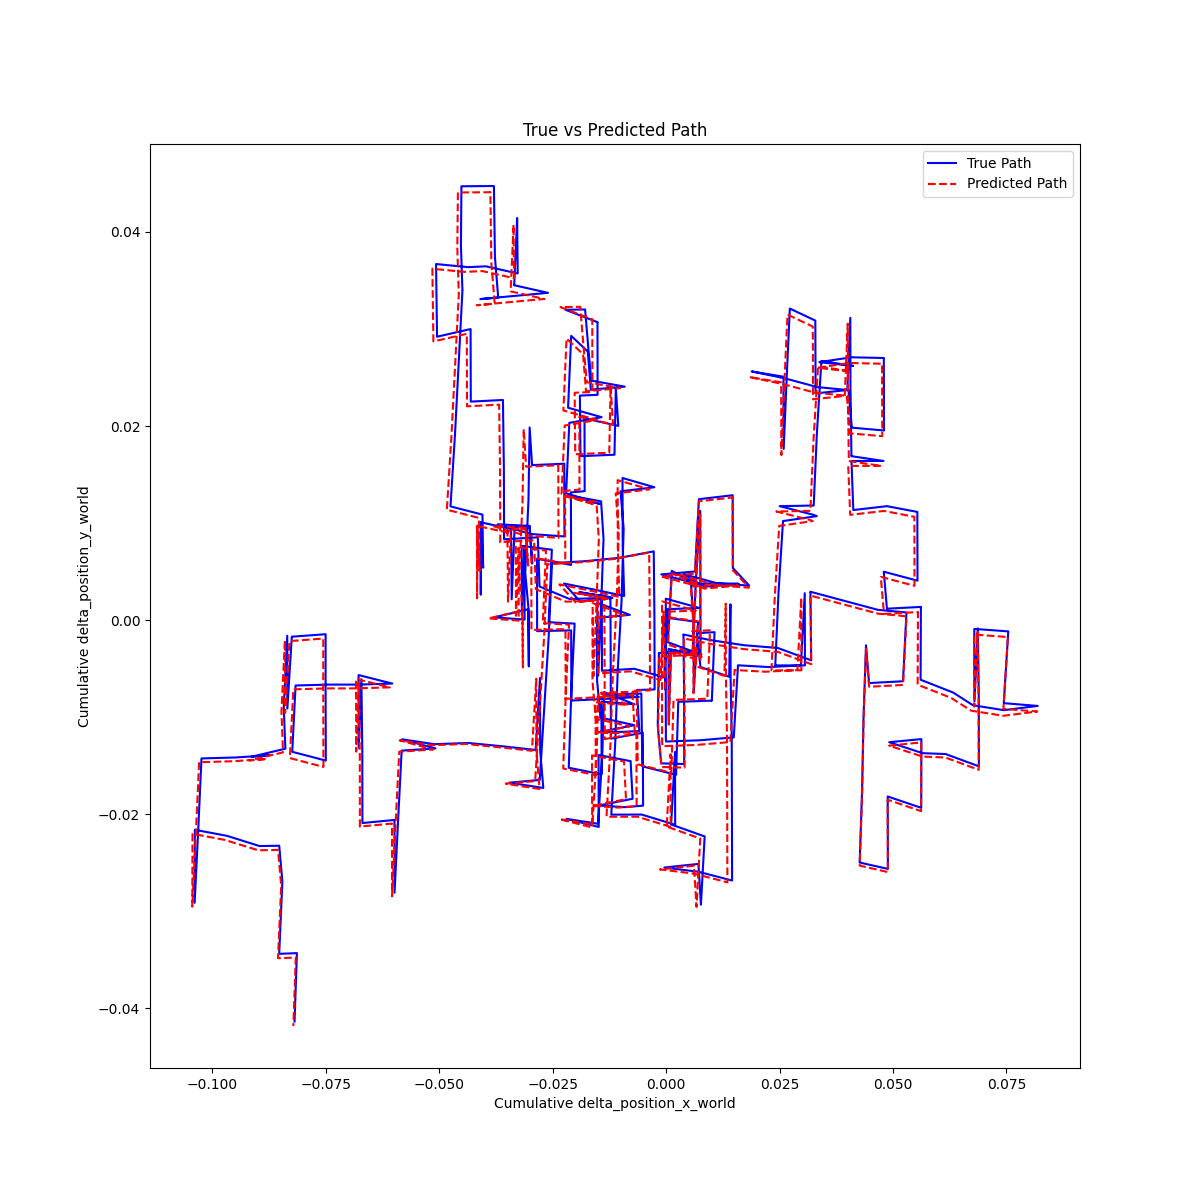 True vs Predicted Path
True Path
Predicted Path
0.04
0.02
0.00
−0.02
−0.04
Cumulative delta_position_y_world
−0.100
−0.075
−0.050
−0.025
0.000
0.025
0.050
0.075
Cumulative delta_position_x_world